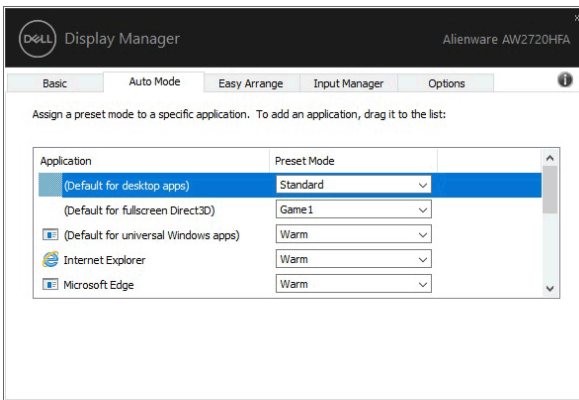 DELL Display Manager Alienware AW2720HFA
Basic Auto Mode Easy Arrange Input Manager Options
Assign a preset mode to a specific application. To add an application, drag it to the list:
Application Preset Mode
(Default for desktop apps) Standard
(Default for fullscreen Direct3D) Game1
(Default for universal Windows apps) Warm
Internet Explorer Warm
Microsoft Edge Warm